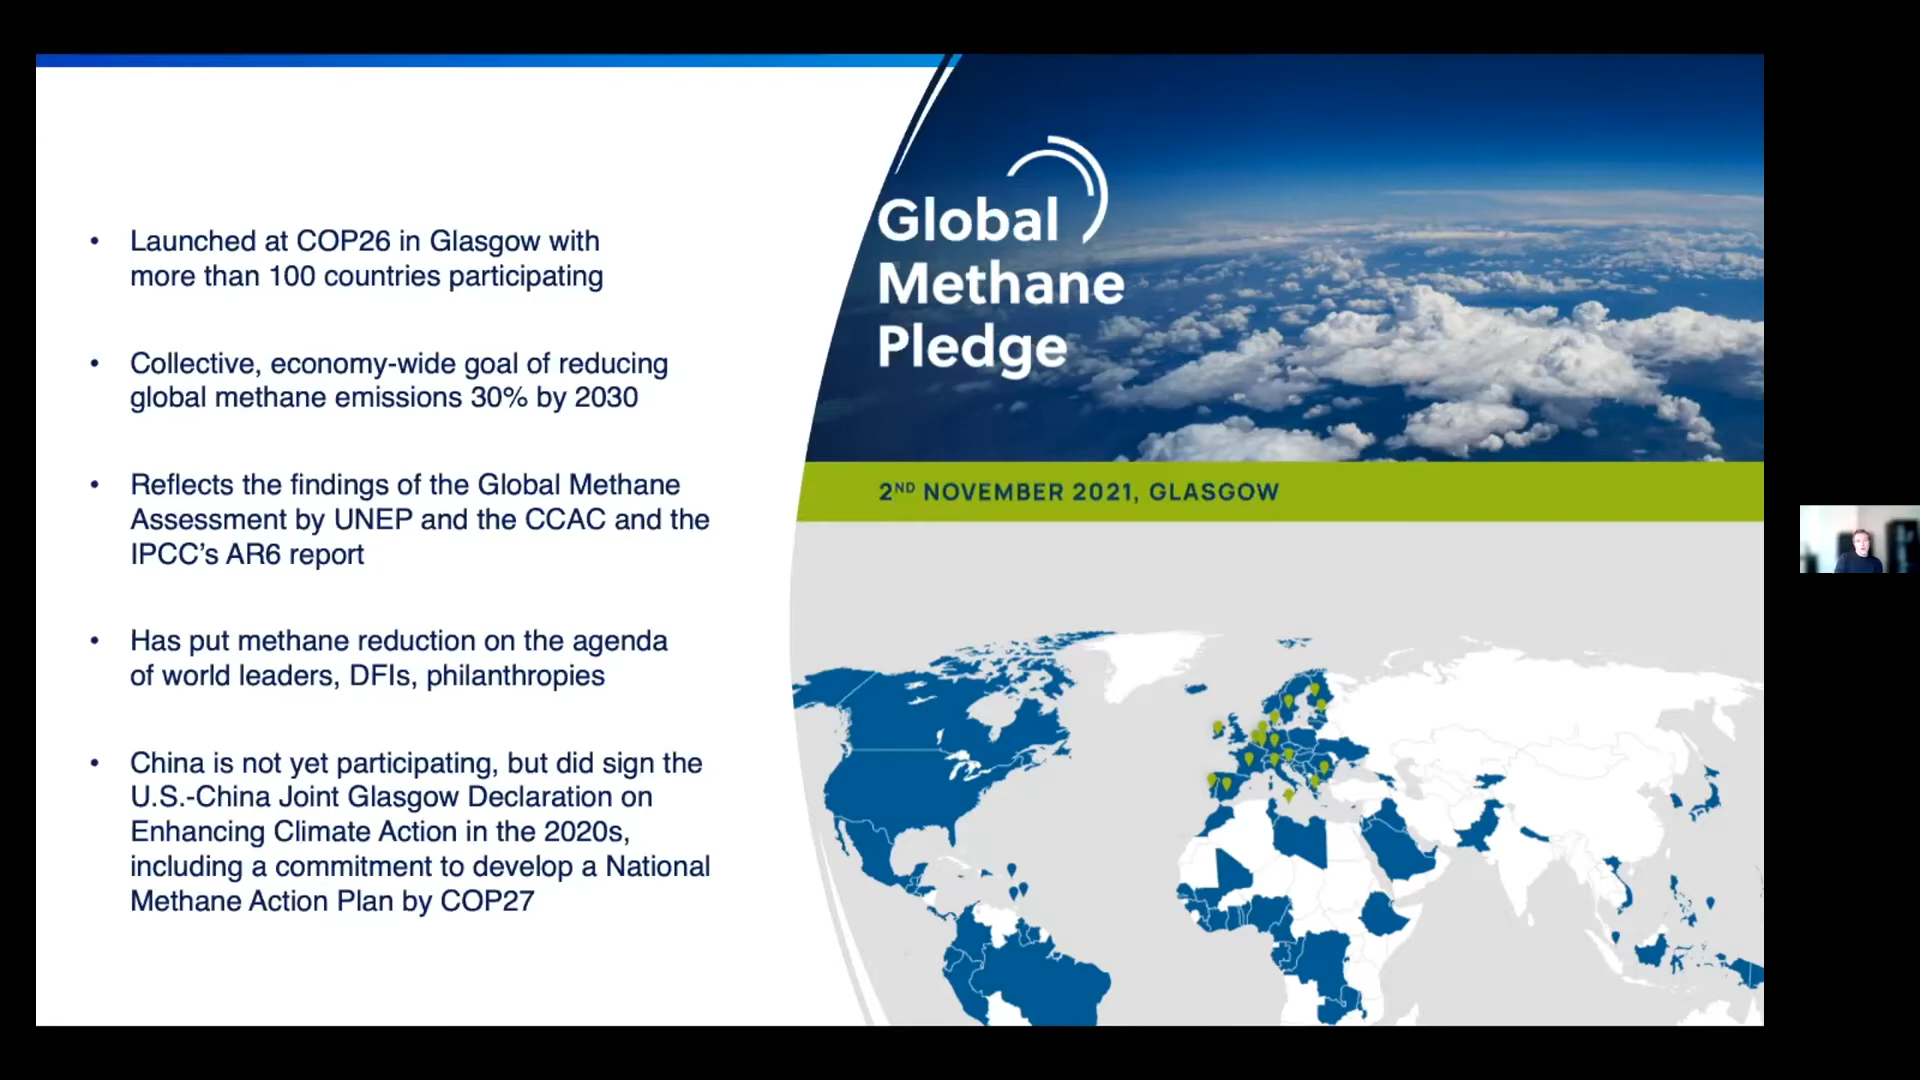 • Launched at COP26 in Glasgow with
more than 100 countries participating
• Collective, economy-wide goal of reducing
global methane emissions 30% by 2030
• Reflects the findings of the Global Methane
Assessment by UNEP and the CCAC and the
IPCC’s AR6 report
• Has put methane reduction on the agenda
of world leaders, DFIs, philanthropies
• China is not yet participating, but did sign the
U.S.-China Joint Glasgow Declaration on
Enhancing Climate Action in the 2020s,
including a commitment to develop a National
Methane Action Plan by COP27
Global
Methane
Pledge
2ND NOVEMBER 2021, GLASGOW